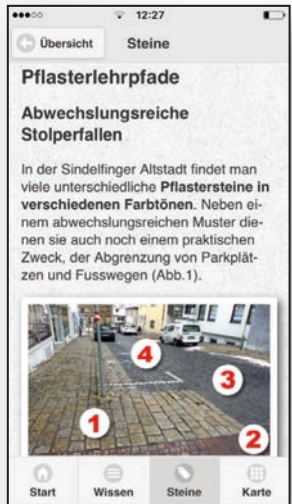 12:27
Übersicht Steine
Pflasterlehrpfade
Abwechslungsreiche
Stolperfallen
In der Sindelfinger Altstadt findet man
viele unterschiedliche Pflastersteine in
verschiedenen Farbtönen. Neben ei-
nem abwechslungsreichen Muster die-
nen sie auch noch einem praktischen
Zweck, der Abgrenzung von Parkplät-
zen und Fusswegen (Abb.1).
4
3
1
2
Start Wissen Steine Karte